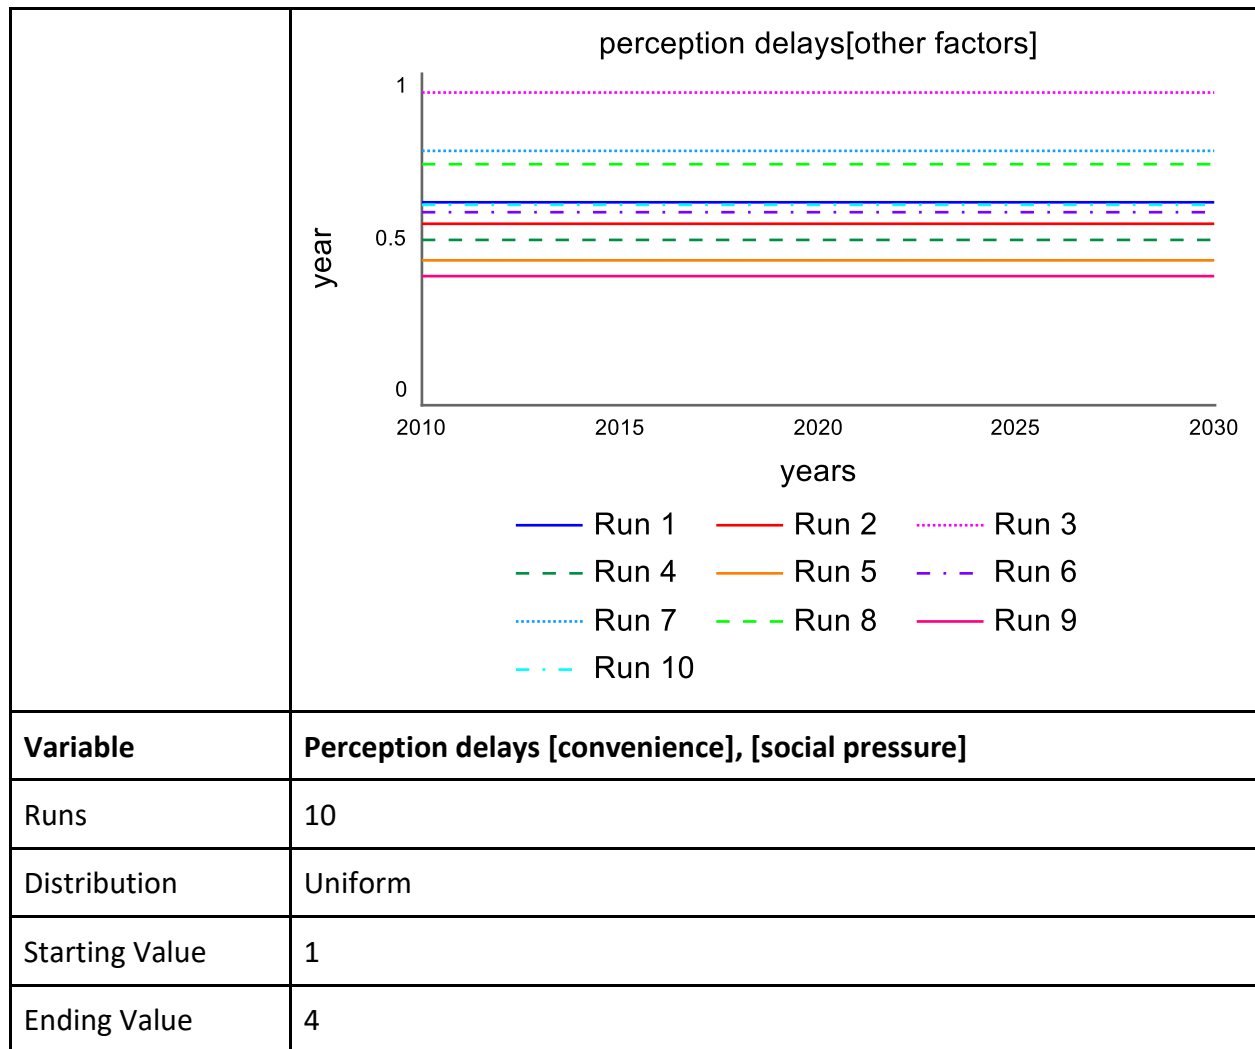 perception delays[other factors]
1
year
0.5
0
2010 2015 2020 2025 2030
years
Run 1 Run 2 Run 3
Run 4 Run 5 Run 6
Run 7 Run 8 Run 9
Run 10
Variable Perception delays [convenience], [social pressure]
Runs 10
Distribution Uniform
Starting Value 1
Ending Value 4